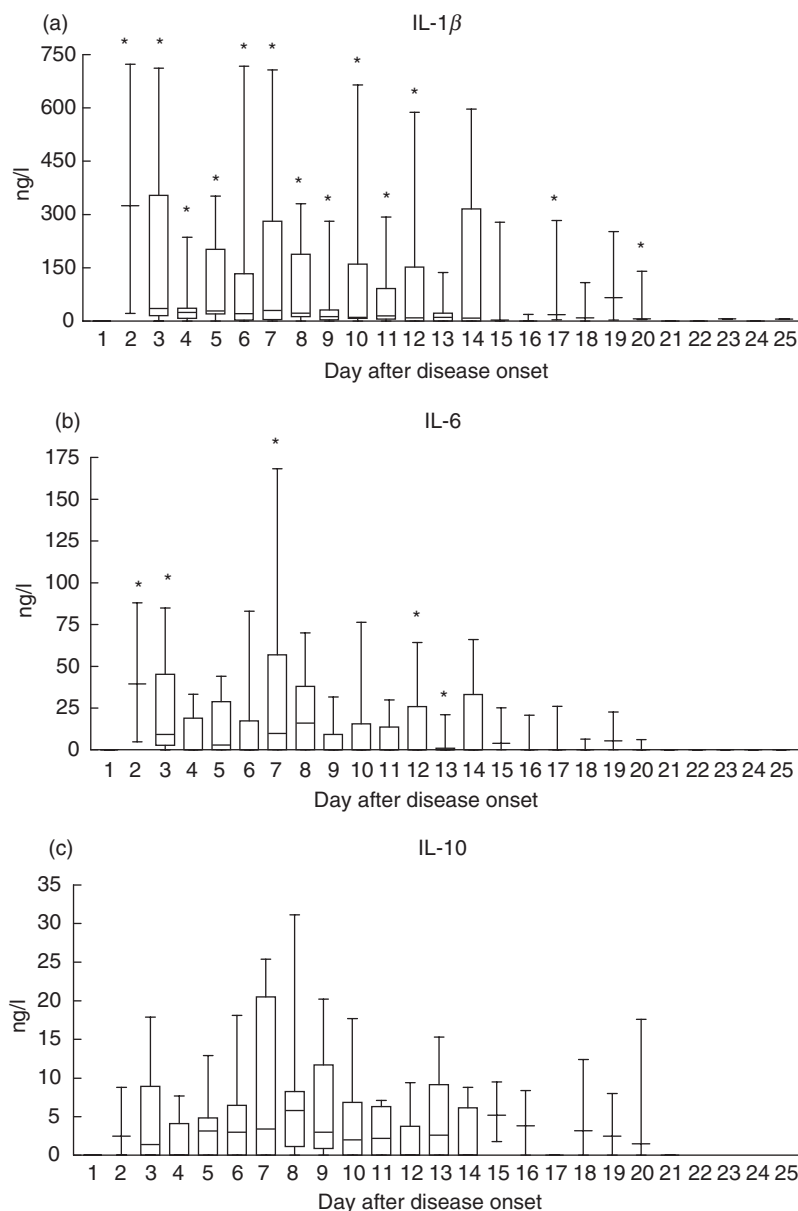 (a) IL-1β
* * * * * * * * * * * * *
750
600
450
300
150
0
ng/l
1 2 3 4 5 6 7 8 9 10 11 12 13 14 15 16 17 18 19 20 21 22 23 24 25
Day after disease onset
(b) IL-6
* * * * *
175
150
125
100
75
50
25
0
ng/l
1 2 3 4 5 6 7 8 9 10 11 12 13 14 15 16 17 18 19 20 21 22 23 24 25
Day after disease onset
(c) IL-10
35
30
25
20
15
10
5
0
ng/l
1 2 3 4 5 6 7 8 9 10 11 12 13 14 15 16 17 18 19 20 21 22 23 24 25
Day after disease onset